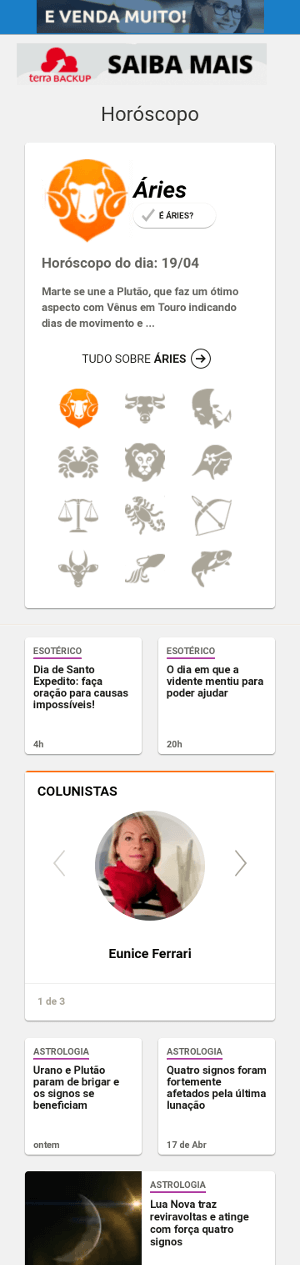 E VENDA MUITO!
terra BACKUP
SAIBA MAIS
Horóscopo
Áries
É ÁRIES?
Horóscopo do dia: 19/04
Marte se une a Plutão, que faz um ótimo
aspecto com Vênus em Touro indicando
dias de movimento e ...
TUDO SOBRE ÁRIES
ESOTÉRICO
Dia de Santo
Expedito: faça
oração para causas
impossíveis!
4h
ESOTÉRICO
O dia em que a
vidente mentiu para
poder ajudar
20h
COLUNISTAS
Eunice Ferrari
1 de 3
ASTROLOGIA
Urano e Plutão
param de brigar e
os signos se
beneficiam
ontem
ASTROLOGIA
Quatro signos foram
fortemente
afetados pela última
lunação
17 de Abr
ASTROLOGIA
Lua Nova traz
reviravoltas e atinge
com força quatro
signos